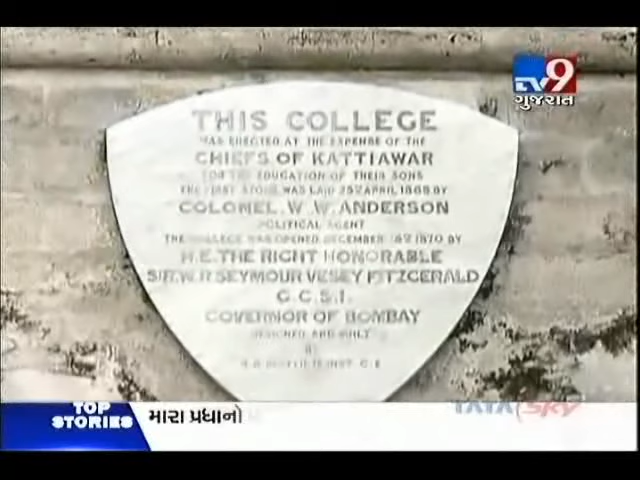 tv9
ગુજરાત
THIS COLLEGE
WAS ERECTED AT THE EXPENSE OF THE
CHIEFS OF KATTIAWAR
FOR THE EDUCATION OF THEIR SONS
THE FIRST STONE WAS LAID 25TH APRIL 1868 BY
COLONEL. W. W. ANDERSON
POLITICAL AGENT
THE COLLEGE WAS OPENED DECEMBER 1870 BY
H.E. THE RIGHT HONORABLE
SIR. W. R. SEYMOUR VESEY FITZGERALD
G.C.S.I.
GOVERNOR OF BOMBAY
DESIGNED AND BUILT
BY
INST. C.E
TOP
STORIES
મારા પ્રધાનો
TATA Sky